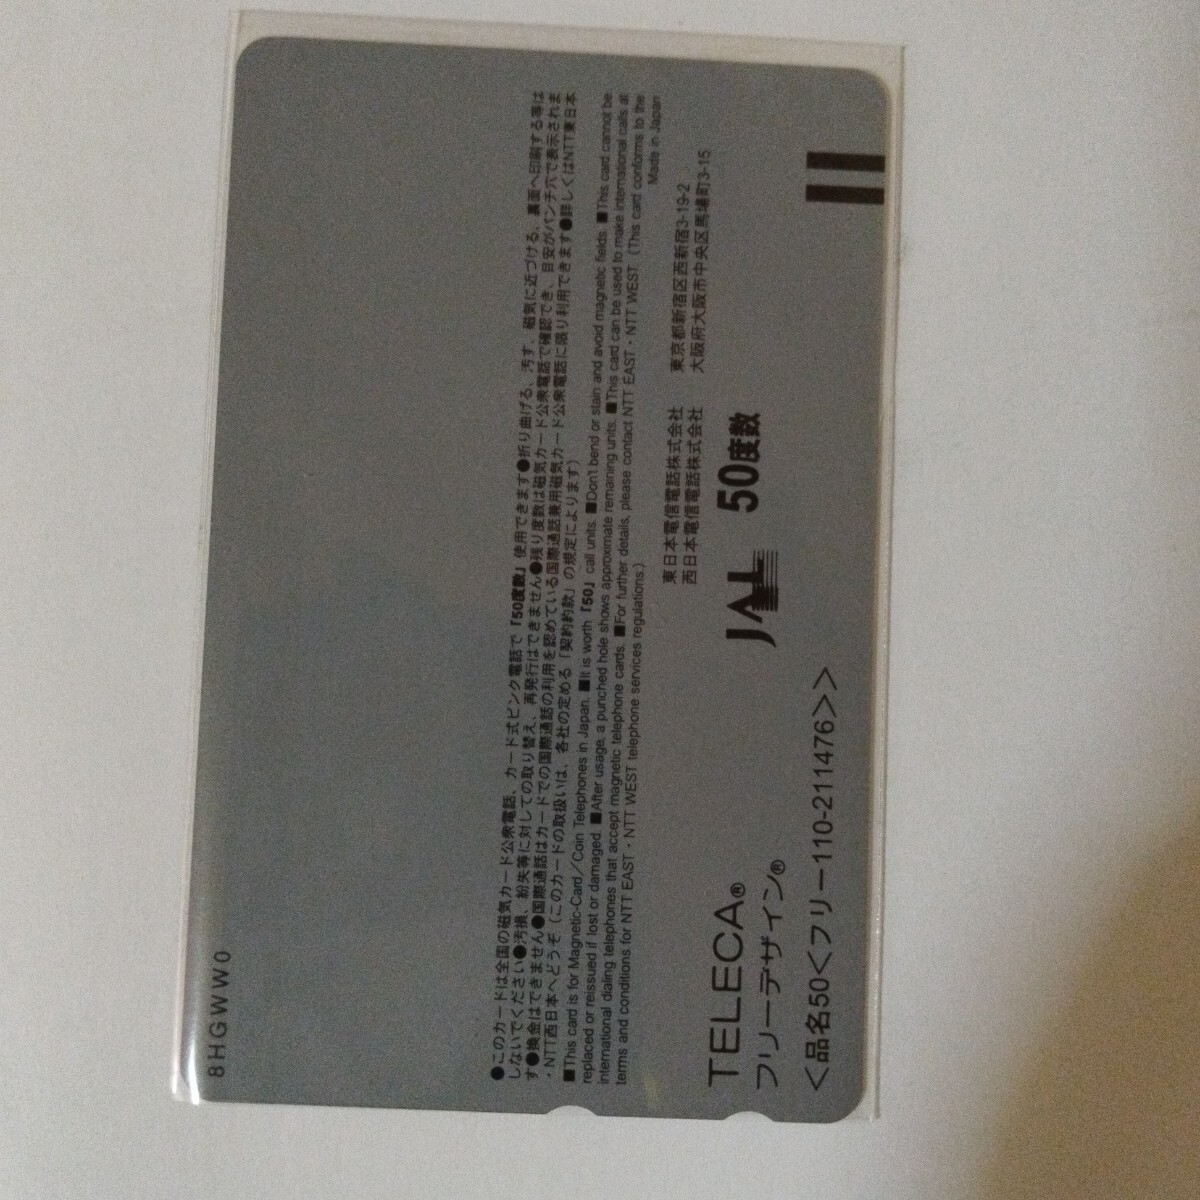 8HGWW0
●このカードは全国の磁気カード公衆電話、カード式ピンク電話で「50度数」使用できます●折り曲げる、汚す、磁気に近づける、裏面へ印刷する等は
しないでください●汚損、紛失等に対しての取り替え、再発行はできません●残り度数は磁気カード公衆電話で確認でき、目安がパンチ穴で表示されま
す●換金はできません●国際通話はカードでの国際通話の利用を認めている国際通話兼用磁気カード公衆電話に限り利用できます●詳しくはNTT東日本
・NTT西日本へどうぞ（このカードの取扱いは、各社の定める「契約約款」の規定によります）
■This card is for Magnetic-Card／Coin Telephones in Japan. ■It is worth「50」call units. ■Don't bend or stain and avoid magnetic fields. ■This card cannot be
replaced or reissued if lost or damaged. ■After usage, a punched hole shows approximate remaining units. ■This card can be used to make international calls at
international dialing telephones that accept magnetic telephone cards. ■For further details, please contact NTT EAST・NTT WEST（This card conforms to the
terms and conditions for NTT EAST・NTT WEST telephone services regulations.）
Made in Japan
東日本電信電話株式会社 東京都新宿区西新宿3-19-2
西日本電信電話株式会社 大阪府大阪市中央区馬場町3-15
TELECA® JAL 50度数
フリーデザイン®
＜品名50＜フリー110-211476＞＞